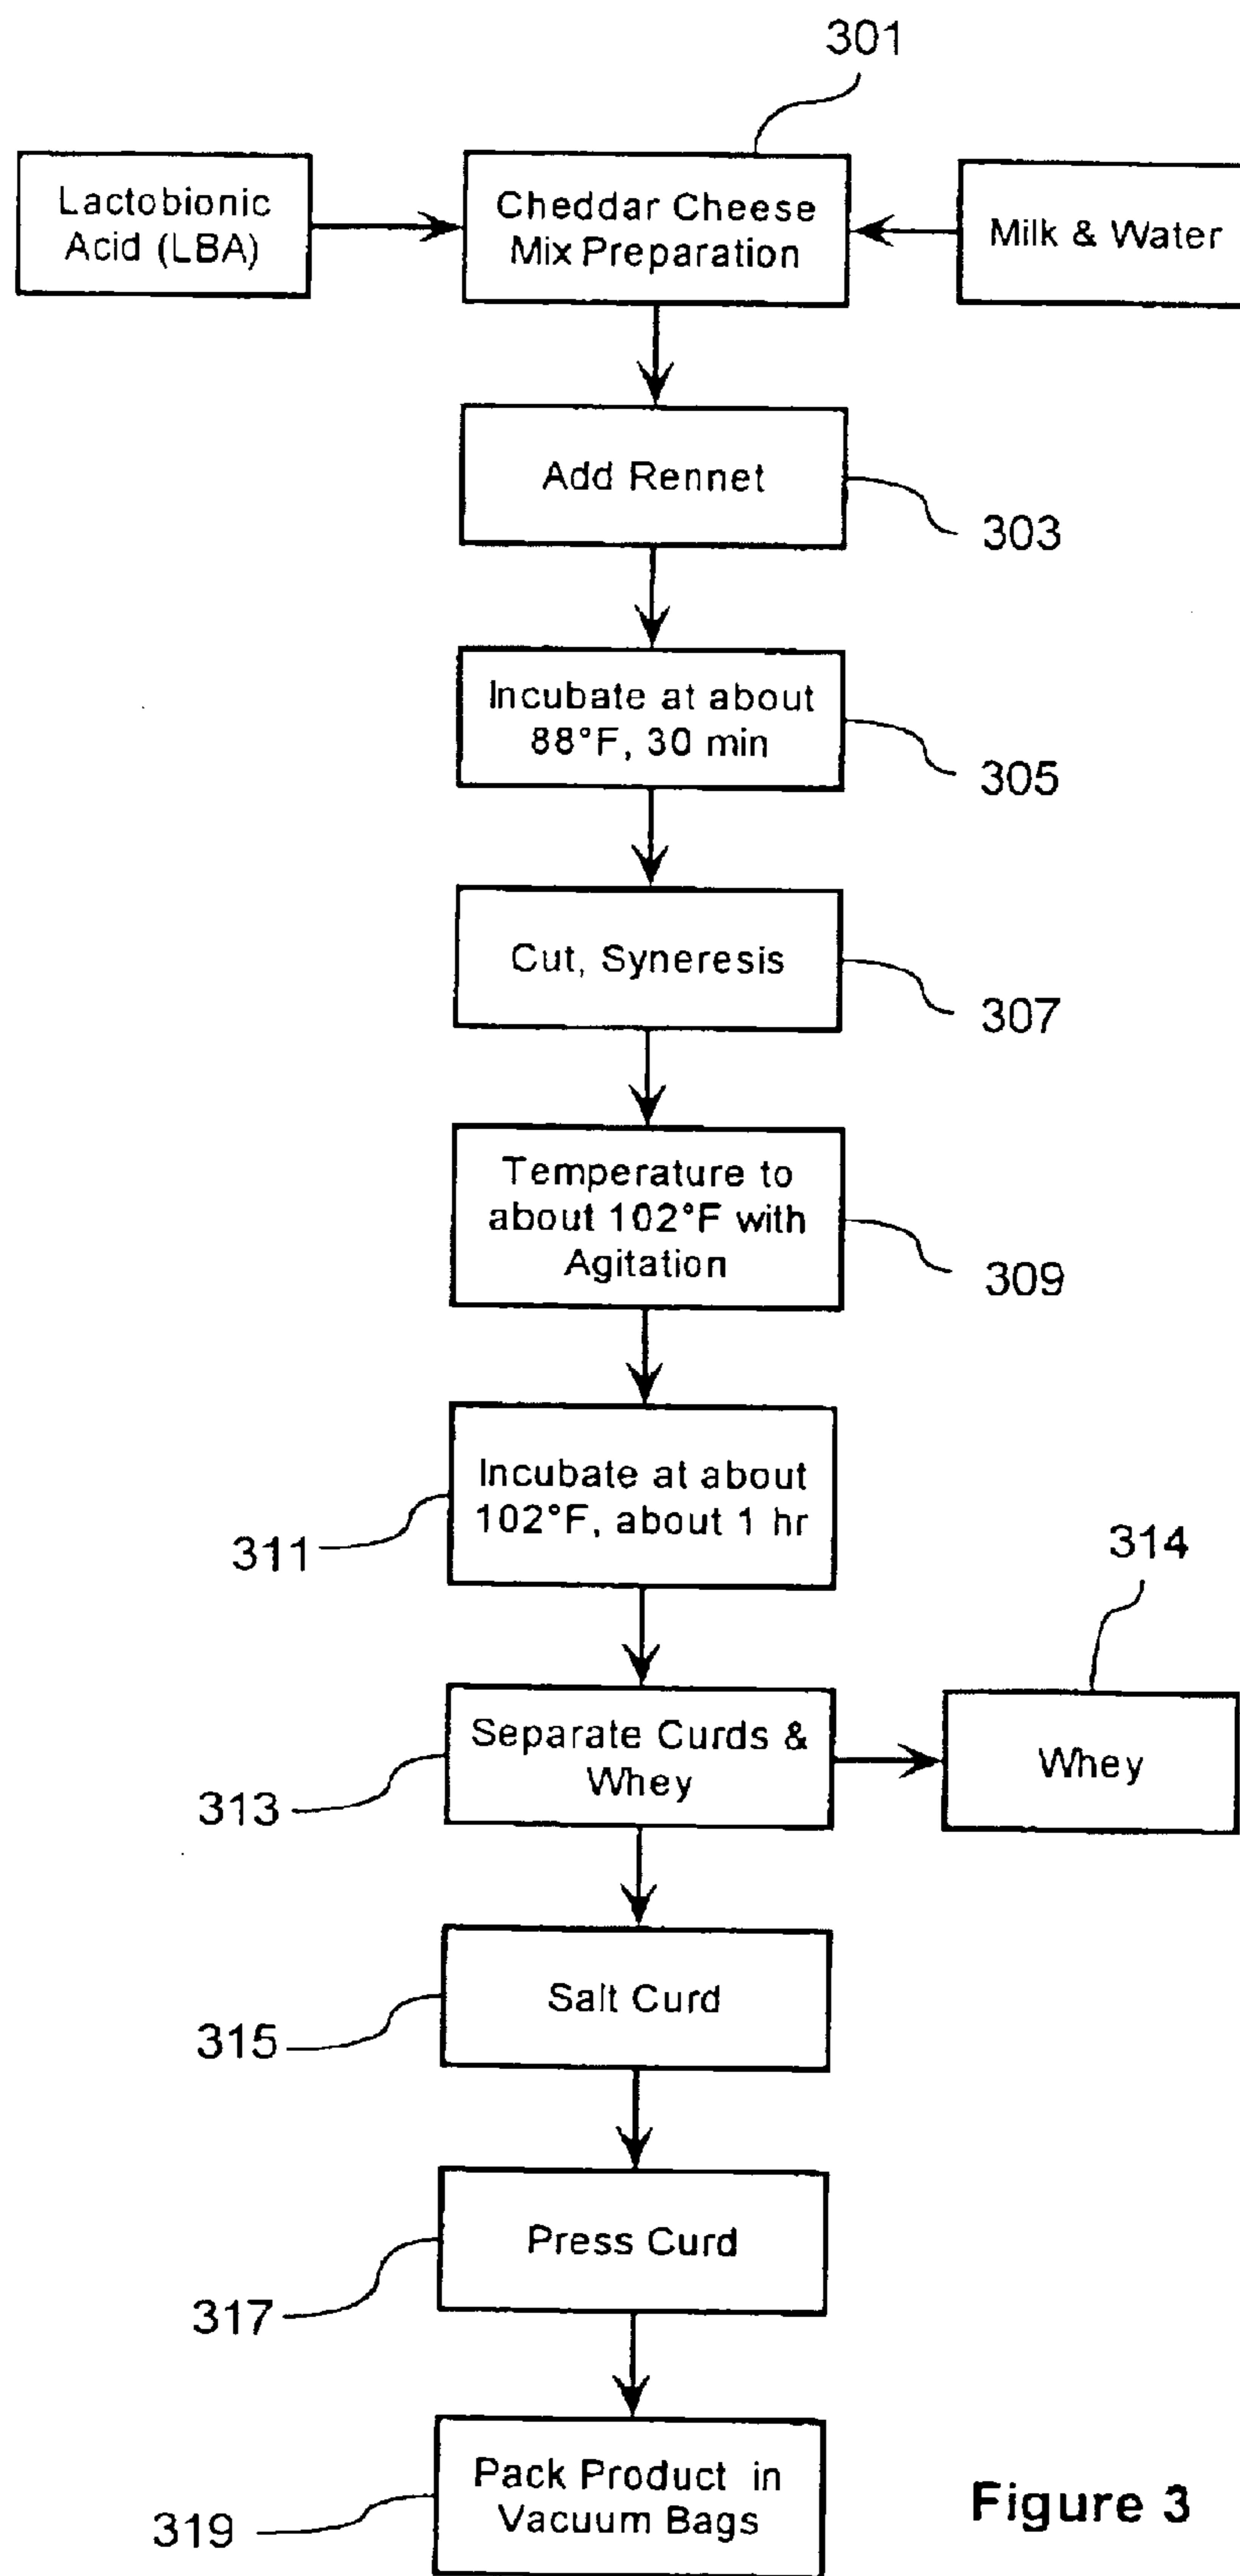 301
Lactobionic
Acid (LBA)
Cheddar Cheese
Mix Preparation
Milk & Water
Add Rennet
303
Incubate at about
88°F, 30 min
305
Cut, Syneresis
307
Temperature to
about 102°F with
Agitation
309
Incubate at about
102°F, about 1 hr
311
314
Separate Curds &
Whey
313
Whey
Salt Curd
315
Press Curd
317
Pack Product in
Vacuum Bags
319
Figure 3